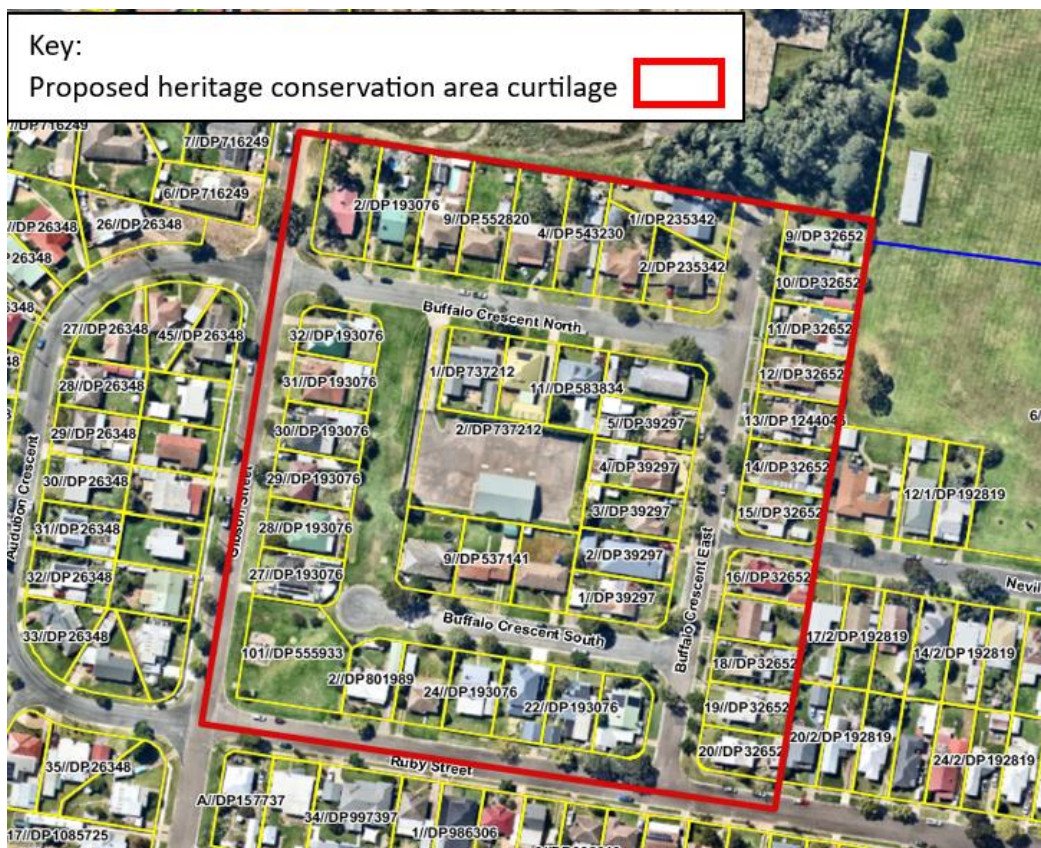 Key:
Proposed heritage conservation area curtilage
7//DP716249
6//DP716249
26//DP26348
2//DP193076
9//DP552820
4//DP543230
1//DP235342
2//DP235342
9//DP32652
10//DP32652
11//DP32652
12//DP32652
13//DP1244046
14//DP32652
15//DP32652
16//DP32652
18//DP32652
19//DP32652
20//DP32652
27//DP26348
45//DP26348
28//DP26348
29//DP26348
30//DP26348
31//DP26348
32//DP26348
33//DP26348
35//DP26348
Audubon Crescent
Gibson Street
Buffalo Crescent North
32//DP193076
31//DP193076
30//DP193076
29//DP193076
28//DP193076
27//DP193076
1//DP737212
11//DP583834
2//DP737212
5//DP39297
4//DP39297
3//DP39297
2//DP39297
1//DP39297
9//DP537141
Buffalo Crescent South
Buffalo Crescent East
101//DP555933
2//DP801989
24//DP193076
22//DP193076
12/1/DP192819
17/2/DP192819
14/2/DP192819
20/2/DP192819
24/2/DP192819
Ruby Street
A//DP157737
34//DP997397
1//DP986306
17//DP1085725